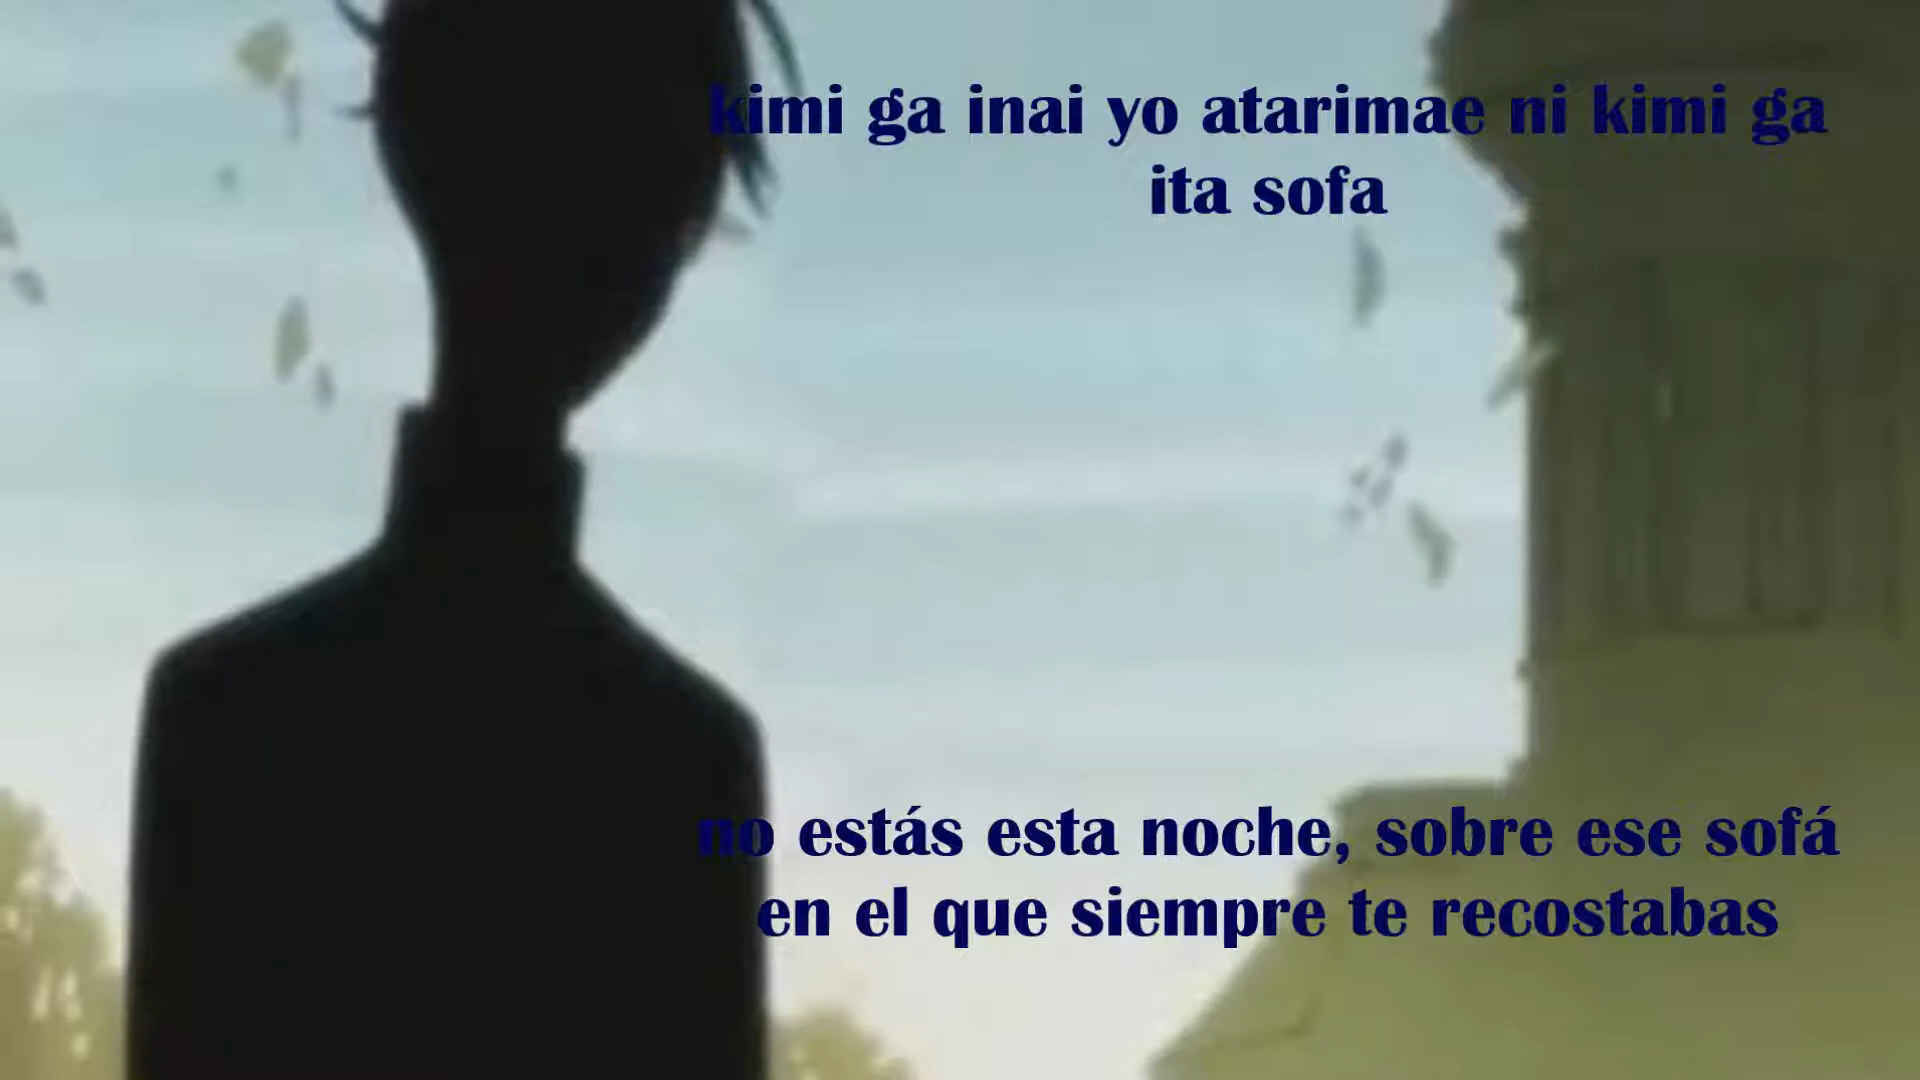 kimi ga inai yo atarimae ni kimi ga
ita sofa
no estás esta noche, sobre ese sofá
en el que siempre te recostabas